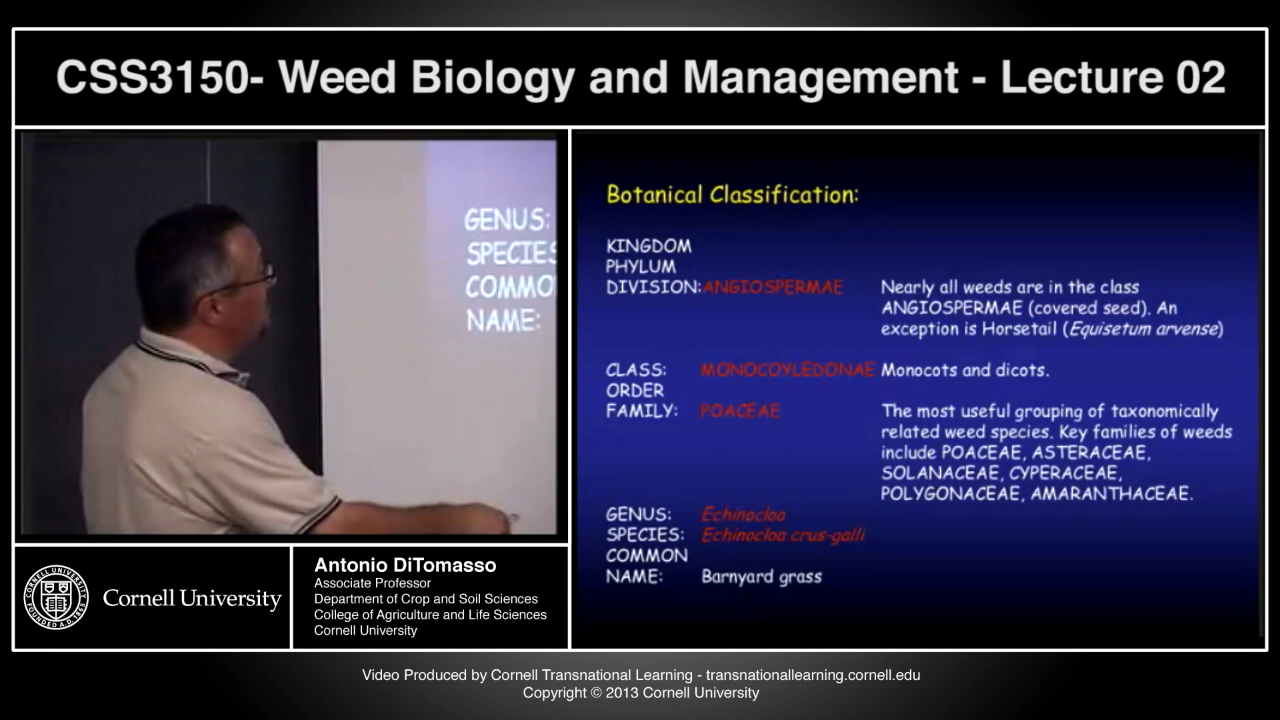 CSS3150- Weed Biology and Management - Lecture 02
GENUS:
SPECIES
COMMO
NAME:
Botanical Classification:
KINGDOM
PHYLUM
DIVISION: ANGIOSPERMAE Nearly all weeds are in the class
ANGIOSPERMAE (covered seed). An
exception is Horsetail (Equisetum arvense)
CLASS: MONOCOYLEDONAE Monocots and dicots.
ORDER
FAMILY: POACEAE The most useful grouping of taxonomically
related weed species. Key families of weeds
include POACEAE, ASTERACEAE,
SOLANACEAE, CYPERACEAE,
POLYGONACEAE, AMARANTHACEAE.
GENUS: Echinocloa
SPECIES: Echinocloa crus-galli
COMMON
NAME: Barnyard grass
Cornell University
Antonio DiTomasso
Associate Professor
Department of Crop and Soil Sciences
College of Agriculture and Life Sciences
Cornell University
Video Produced by Cornell Transnational Learning - transnationallearning.cornell.edu
Copyright © 2013 Cornell University